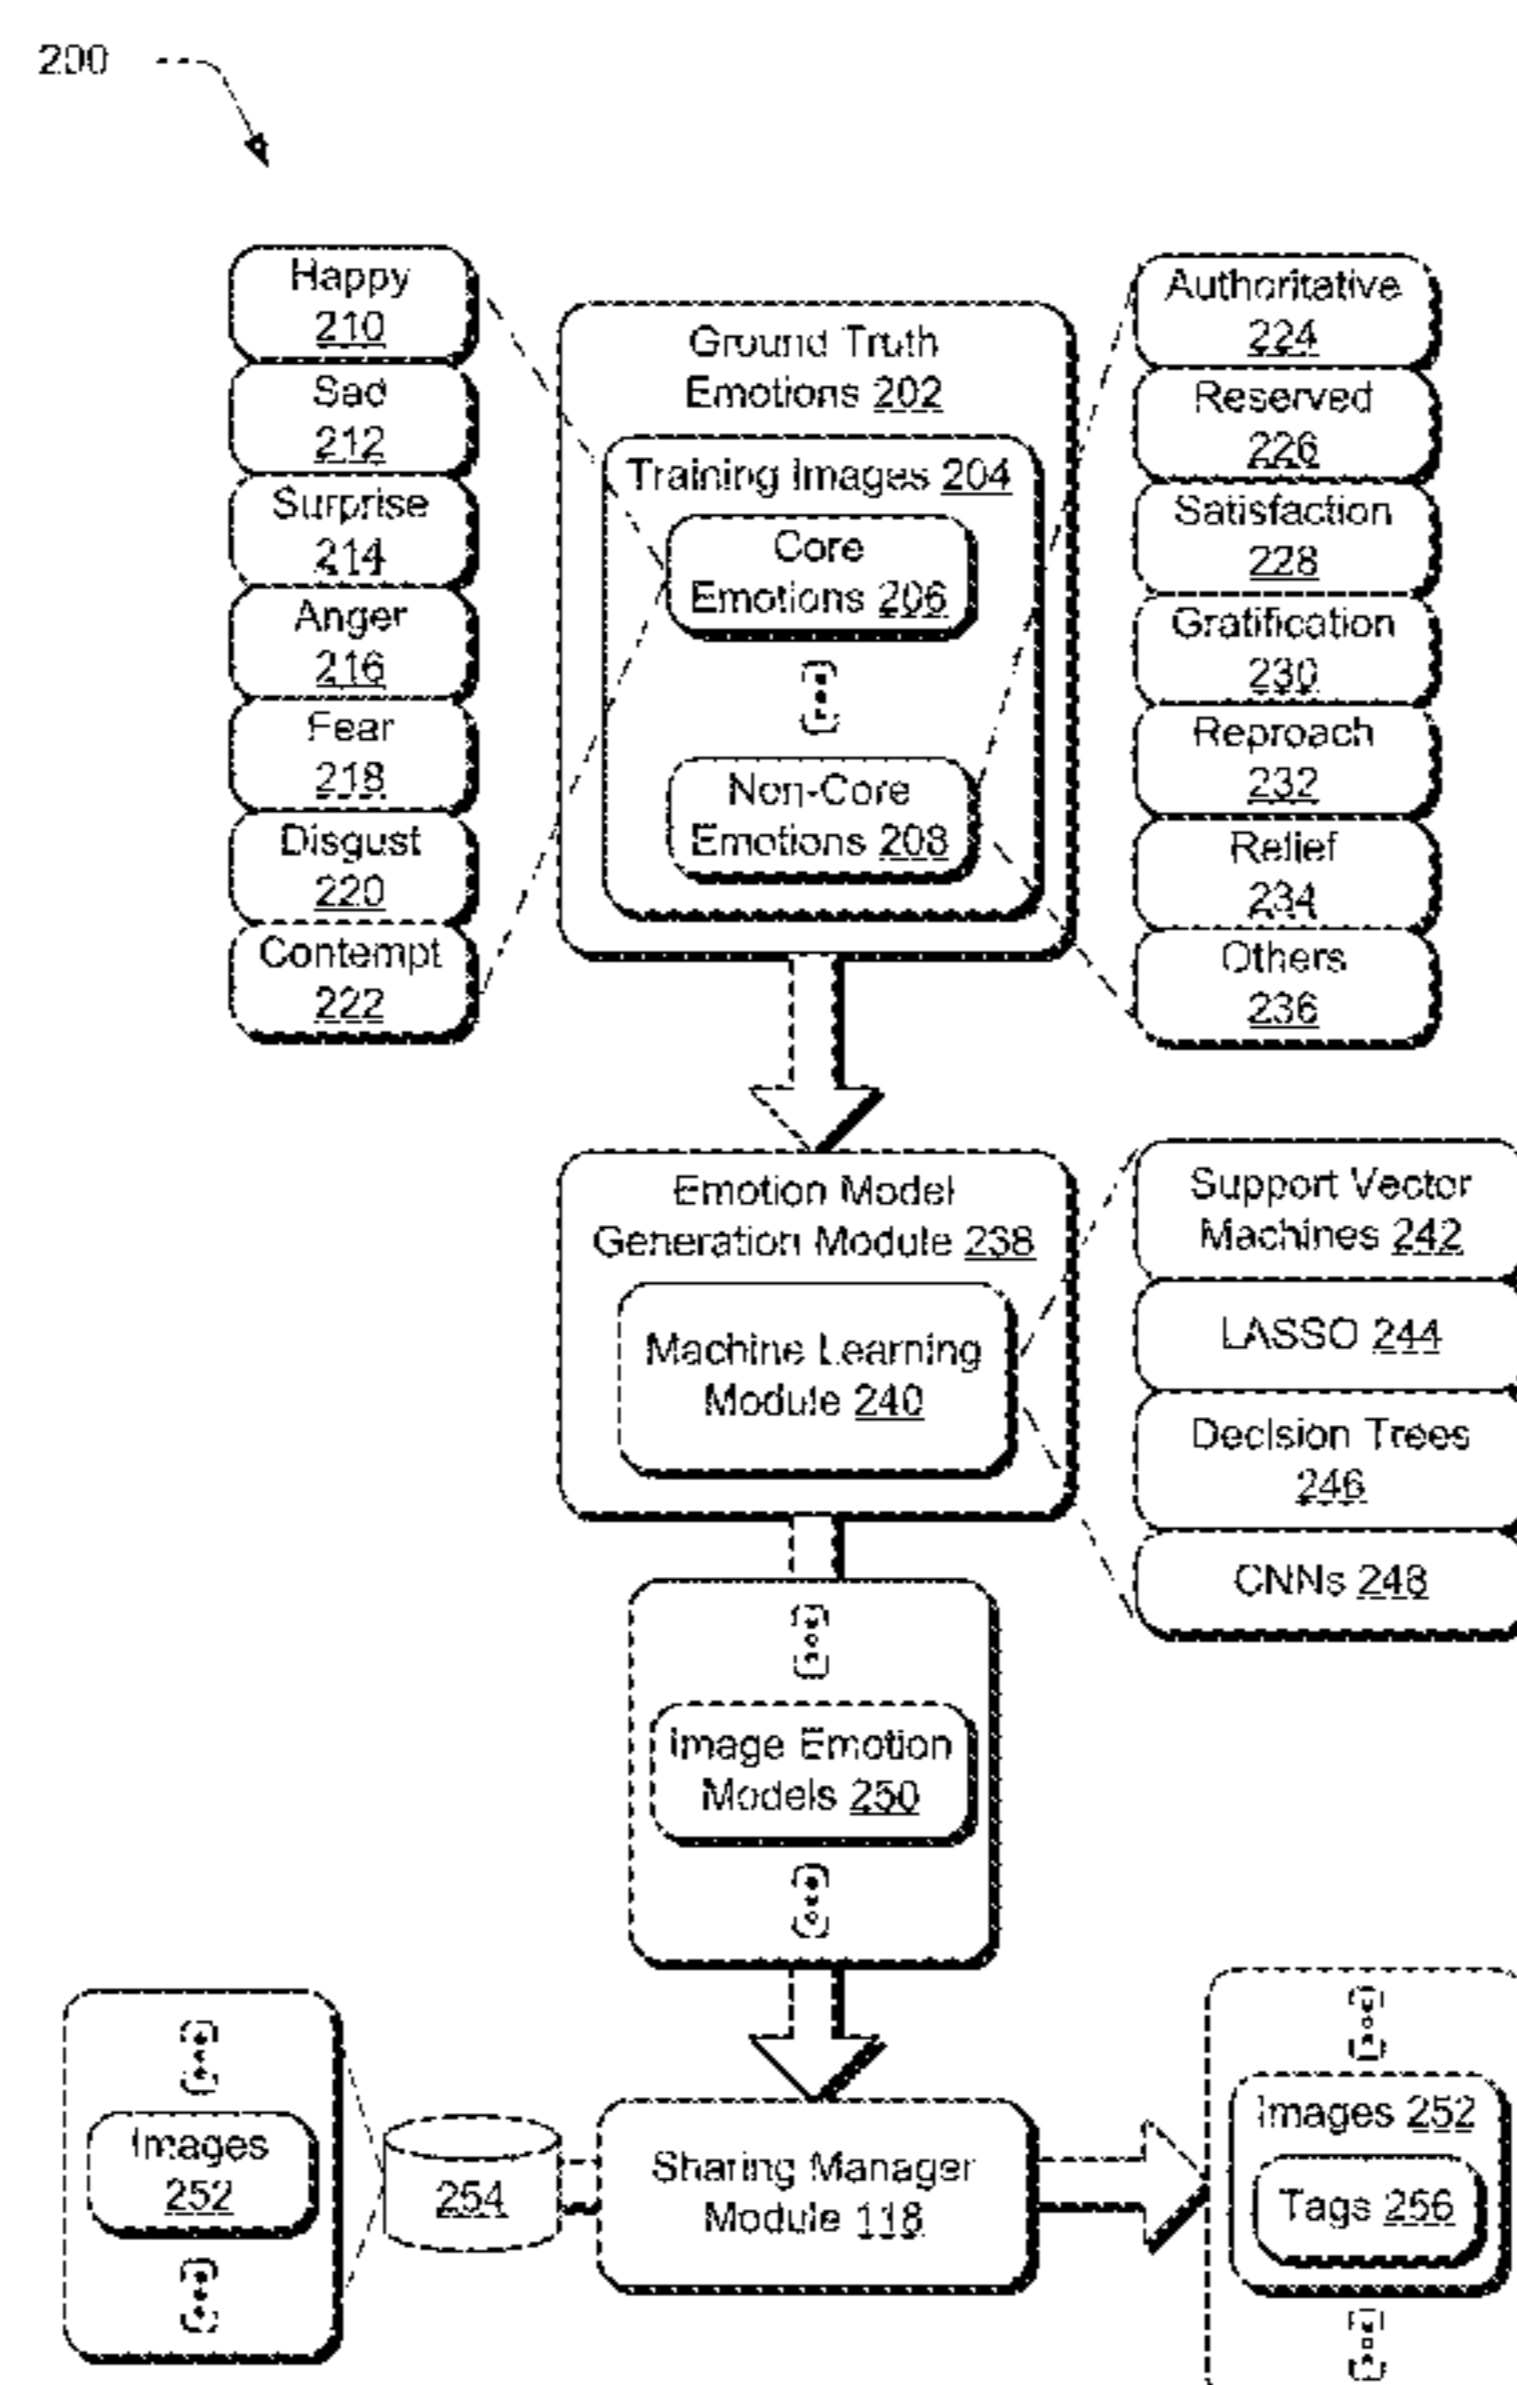 200
Happy
210
Sad
212
Surprise
214
Anger
216
Fear
218
Disgust
220
Contempt
222
Ground Truth
Emotions 202
Training Images 204
Core
Emotions 206
Non-Core
Emotions 208
Authoritative
224
Reserved
226
Satisfaction
228
Gratification
230
Reproach
232
Relief
234
Others
236
Emotion Model
Generation Module 238
Machine Learning
Module 240
Support Vector
Machines 242
LASSO 244
Decision Trees
246
CNNs 248
Image Emotion
Models 250
Images
252
254
Sharing Manager
Module 118
Images 252
Tags 256